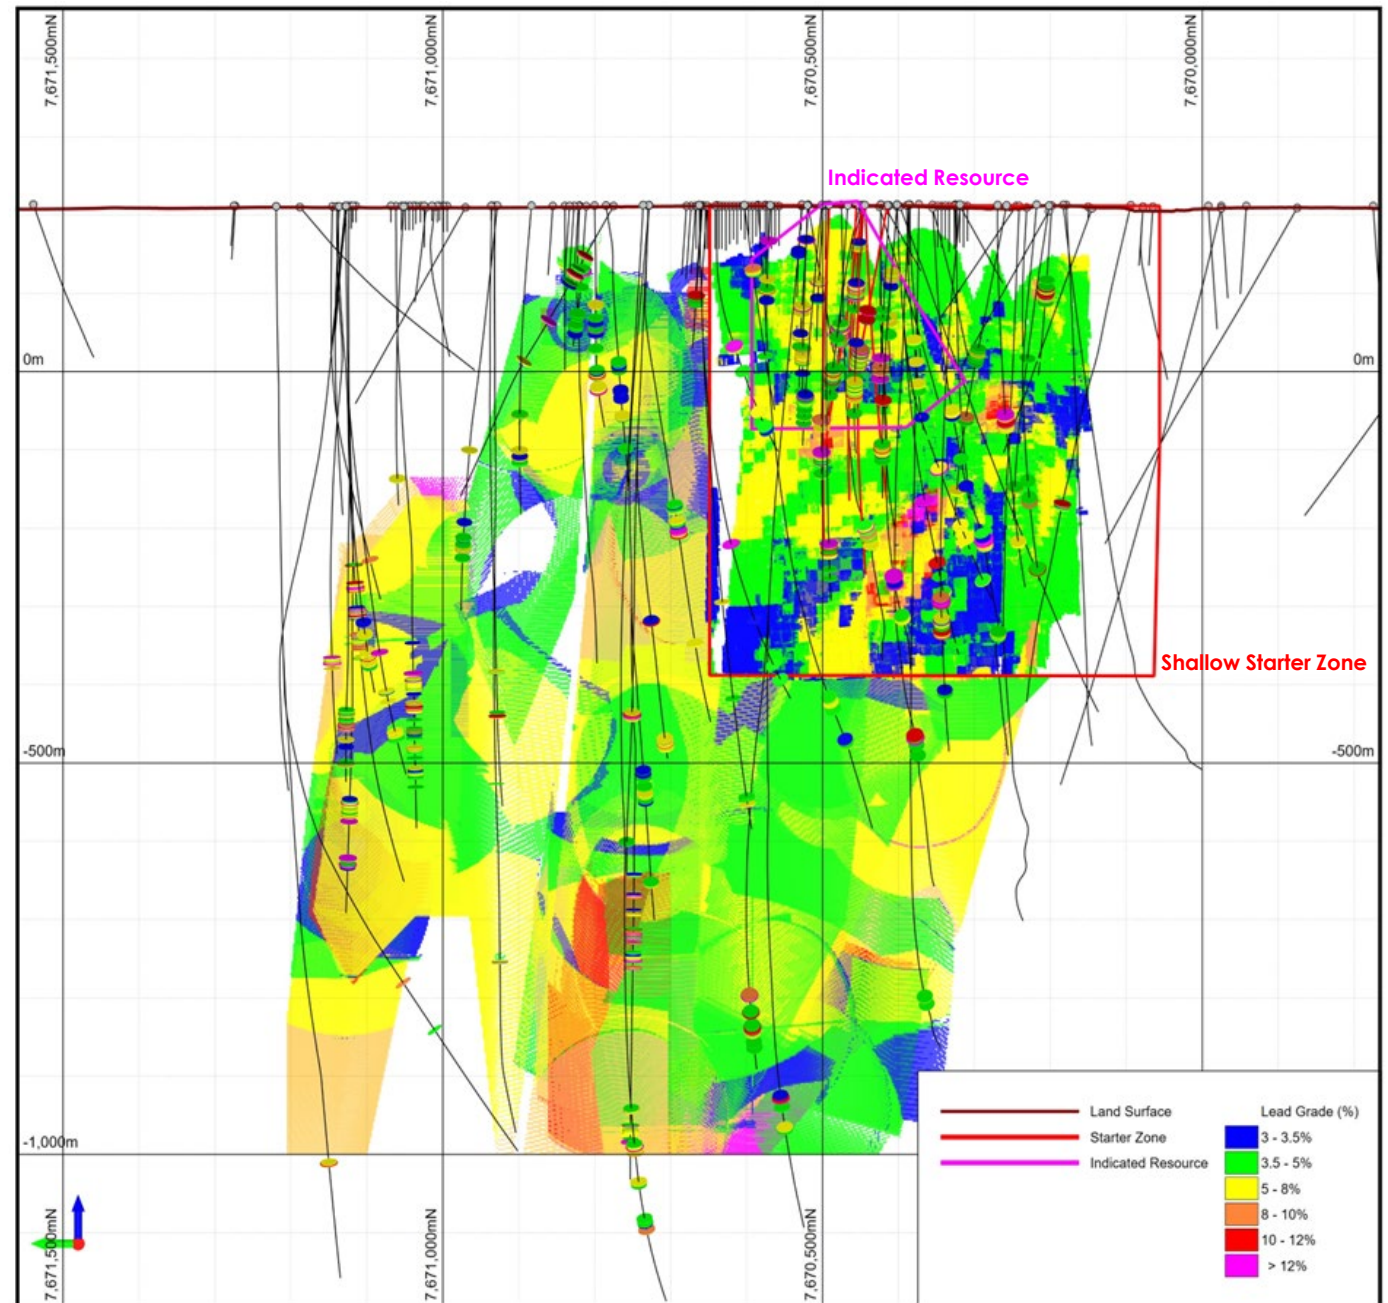 7,671,500mN
7,671,000mN
7,670,500mN
7,670,000mN
Indicated Resource
0m
0m
Shallow Starter Zone
-500m
-500m
-1,000m
Land Surface
Starter Zone
Indicated Resource
Lead Grade (%)
3 - 3.5%
3.5 - 5%
5 - 8%
8 - 10%
10 - 12%
> 12%
7,671,500mN
7,671,000mN
7,670,500mN